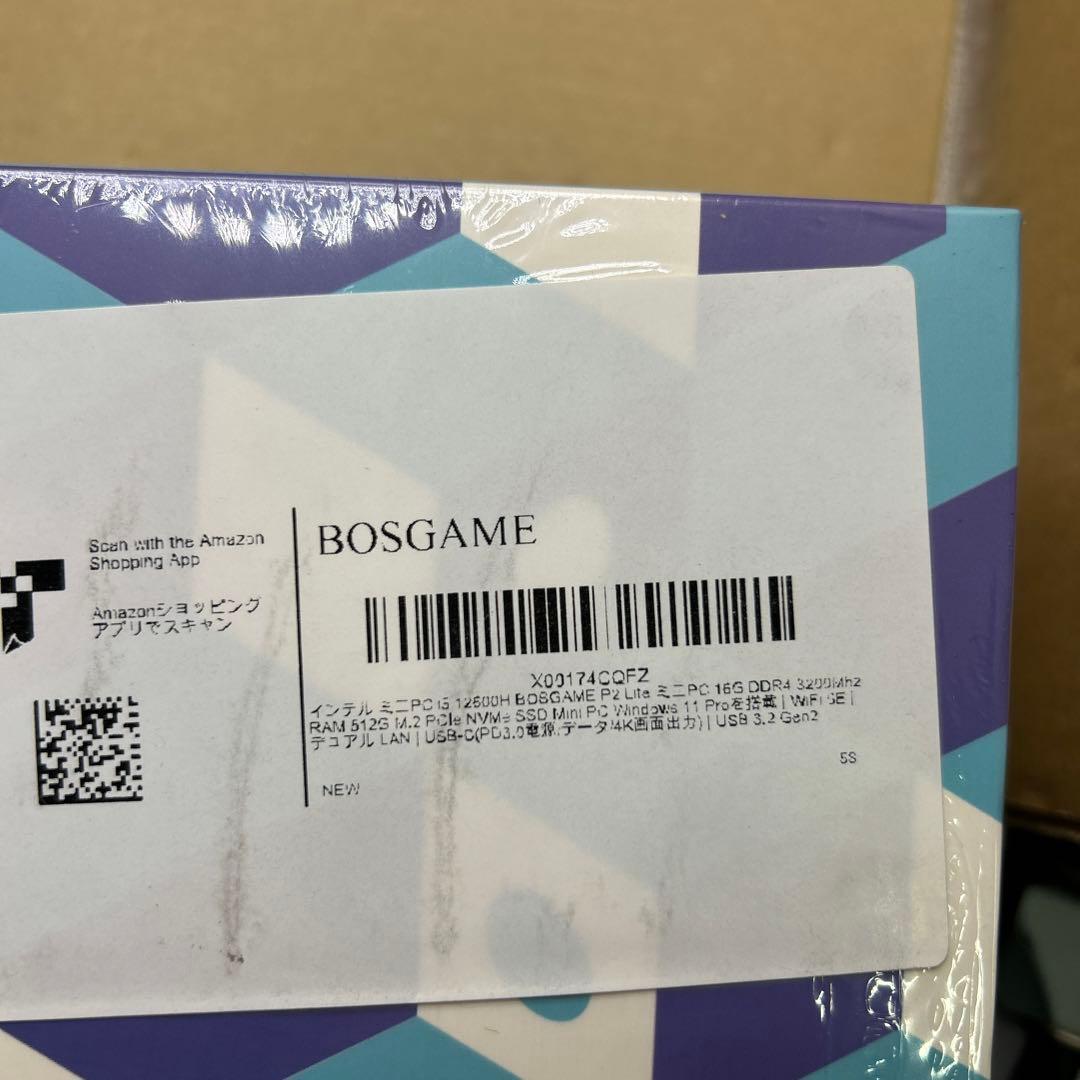 Scan with the Amazon
Shopping App
Amazonショッピング
アプリでスキャン
BOSGAME
X00174CQFZ
インテル ミニPC i5 12600H BOSGAME P2 Lite ミニPC 16G DDR4 3200Mhz
RAM 512G M.2 PCIe NVMe SSD Mini PC Windows 11 Proを搭載 | WiFi 5E |
デュアル LAN | USB-C(PD3.0電源/データ/4K画面出力) | USB 3.2 Gen2
5S
NEW